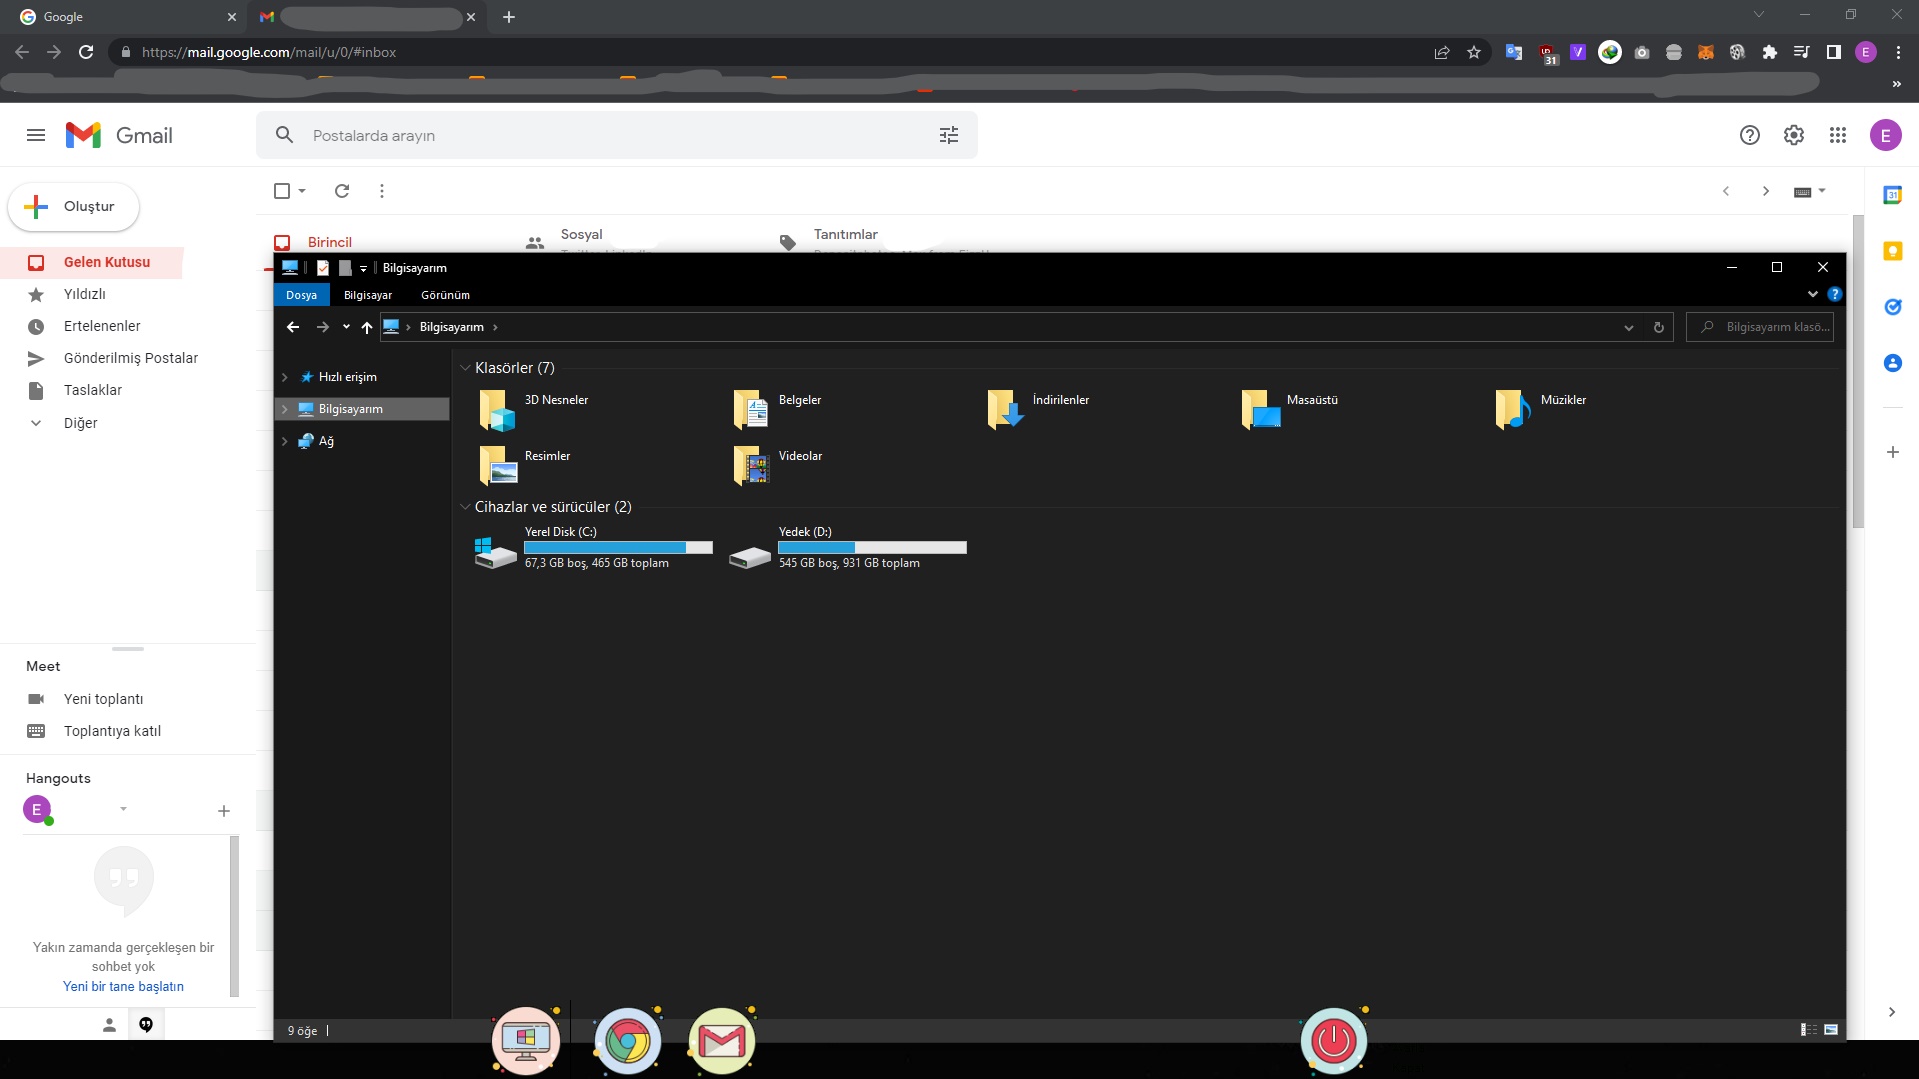 Google
https://mail.google.com/mail/u/0/#inbox
31
E
Gmail
Postalarda arayın
E
Oluştur
31
Birincil
Sosyal
Tanıtımlar
Gelen Kutusu
Yıldızlı
Ertelenenler
Gönderilmiş Postalar
Taslaklar
Diğer
Bilgisayarım
Dosya
Bilgisayar
Görünüm
Bilgisayarım
Bilgisayarım klasö...
Hızlı erişim
Bilgisayarım
Ağ
Klasörler (7)
3D Nesneler
Belgeler
İndirilenler
Masaüstü
Müzikler
Resimler
Videolar
Cihazlar ve sürücüler (2)
Yerel Disk (C:)
67,3 GB boş, 465 GB toplam
Yedek (D:)
545 GB boş, 931 GB toplam
Meet
Yeni toplantı
Toplantıya katıl
Hangouts
E
Yakın zamanda gerçekleşen bir
sohbet yok
Yeni bir tane başlatın
9 öğe